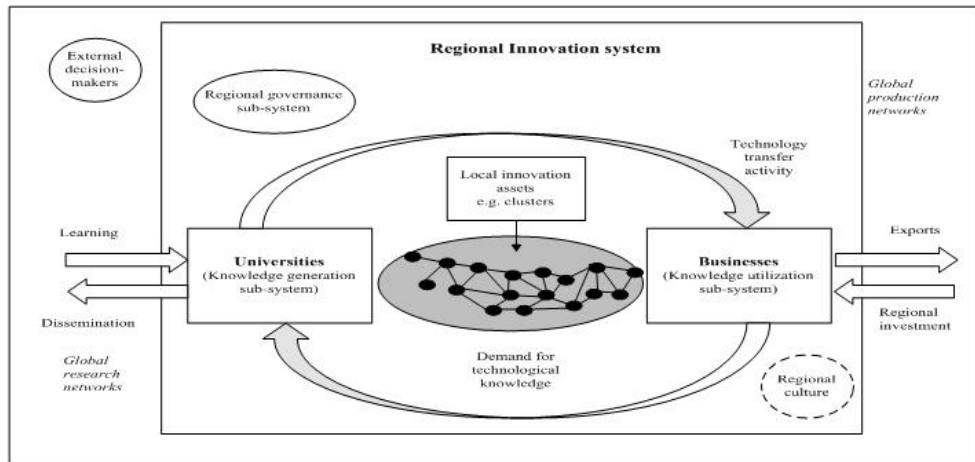 Regional Innovation system
External
decision-
makers
Regional governance
sub-system
Global
production
networks
Technology
transfer
activity
Local innovation
assets
e.g. clusters
Learning
Universities
(Knowledge generation
sub-system)
Businesses
(Knowledge utilization
sub-system)
Exports
Dissemination
Regional
investment
Global
research
networks
Demand for
technological
knowledge
Regional
culture